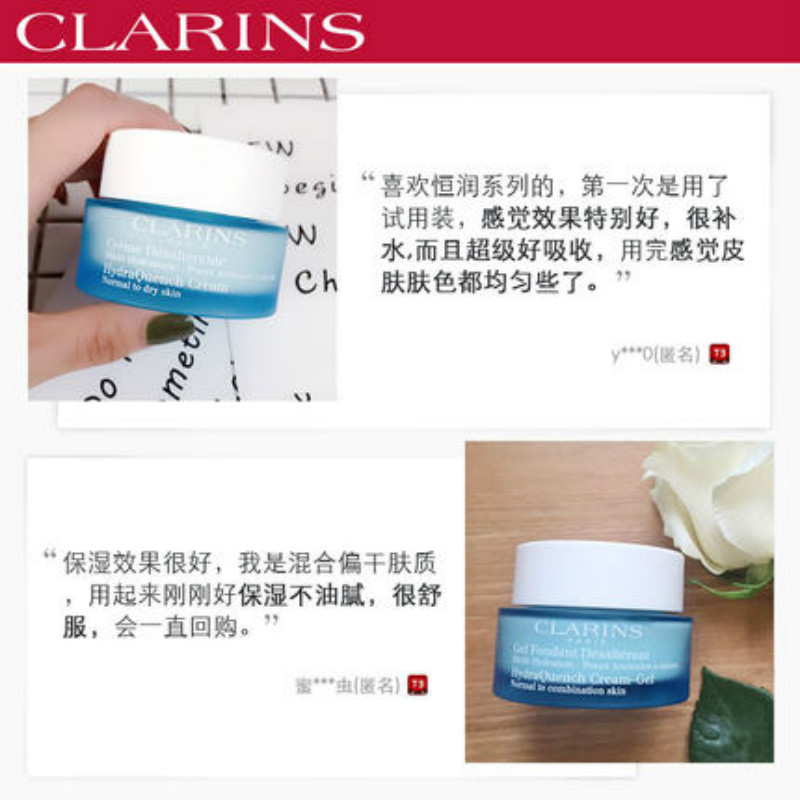 CLARINS
CLARINS
Crème Désaltérante
HydraQuench Cream
Normal to dry skin
“喜欢恒润系列的，第一次是用了
试用装，感觉效果特别好，很补
水,而且超级好吸收，用完感觉皮
肤肤色都均匀些了。”
y***0(匿名) T3
“保湿效果很好，我是混合偏干肤质
，用起来刚刚好保湿不油腻，很舒
服，会一直回购。”
蜜***虫(匿名) T3
CLARINS
PARIS
Gel Fondant Désaltérant
HydraQuench Cream-Gel
Normal to combination skin